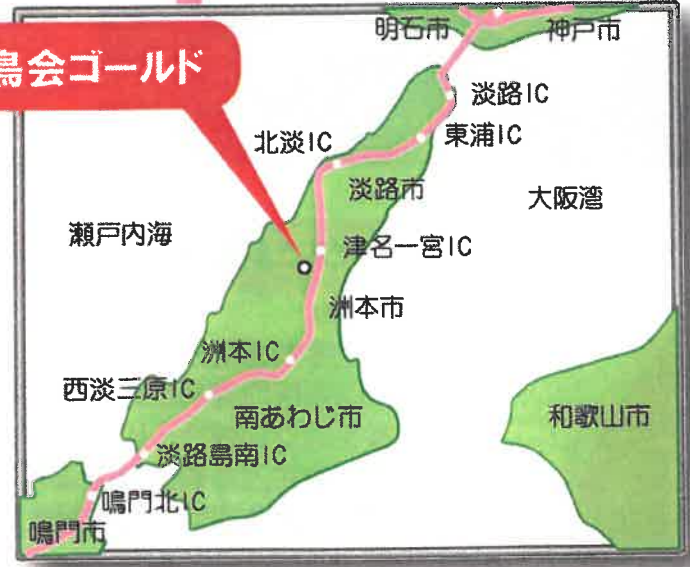 明石市
神戸市
鳥会ゴールド
淡路IC
東浦IC
北淡IC
淡路市
大阪湾
瀬戸内海
津名一宮IC
洲本市
洲本IC
西淡三原IC
南あわじ市
和歌山市
淡路島南IC
鳴門北IC
鳴門市